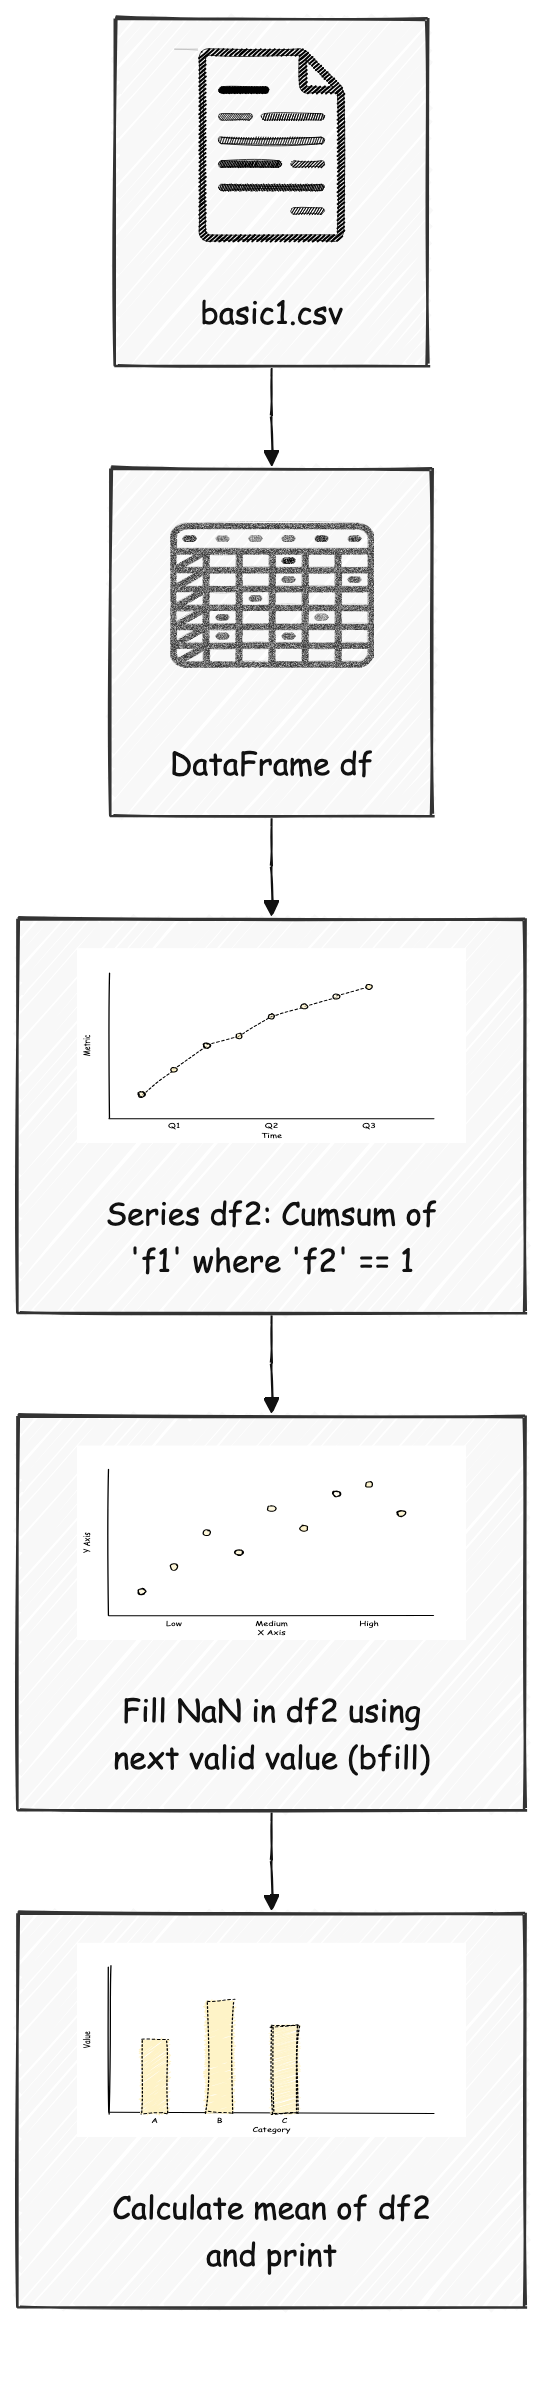 basic1.csv
DataFrame df
Metric
Q1 Q2 Q3
Time
Series df2: Cumsum of
'f1' where 'f2' == 1
Y Axis
Low Medium High
X Axis
Fill NaN in df2 using
next valid value (bfill)
Value
A B C
Category
Calculate mean of df2
and print